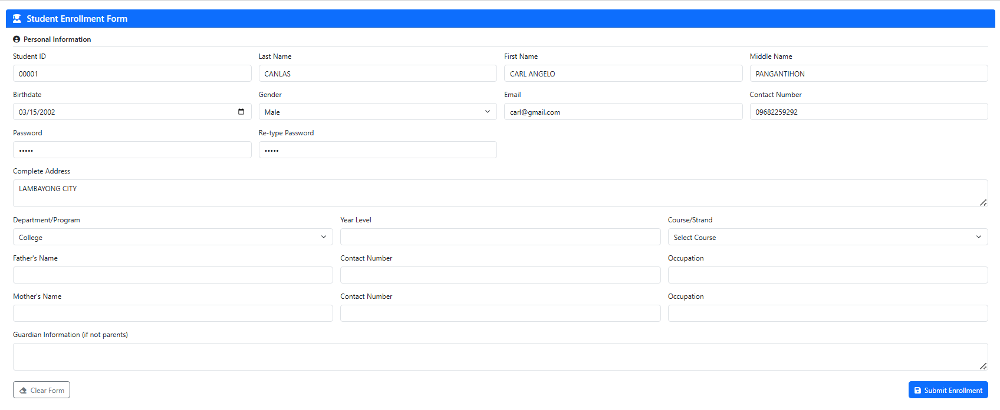 Student Enrollment Form
Personal Information
Student ID Last Name First Name Middle Name
00001 CANLAS CARL ANGELO PANGANTIHON
Birthdate Gender Email Contact Number
03/15/2002 Male carl@gmail.com 09682259292
Password Re-type Password
••••• •••••
Complete Address
LAMBAYONG CITY
Department/Program Year Level Course/Strand
College Select Course
Father's Name Contact Number Occupation
Mother's Name Contact Number Occupation
Guardian Information (if not parents)
Clear Form Submit Enrollment